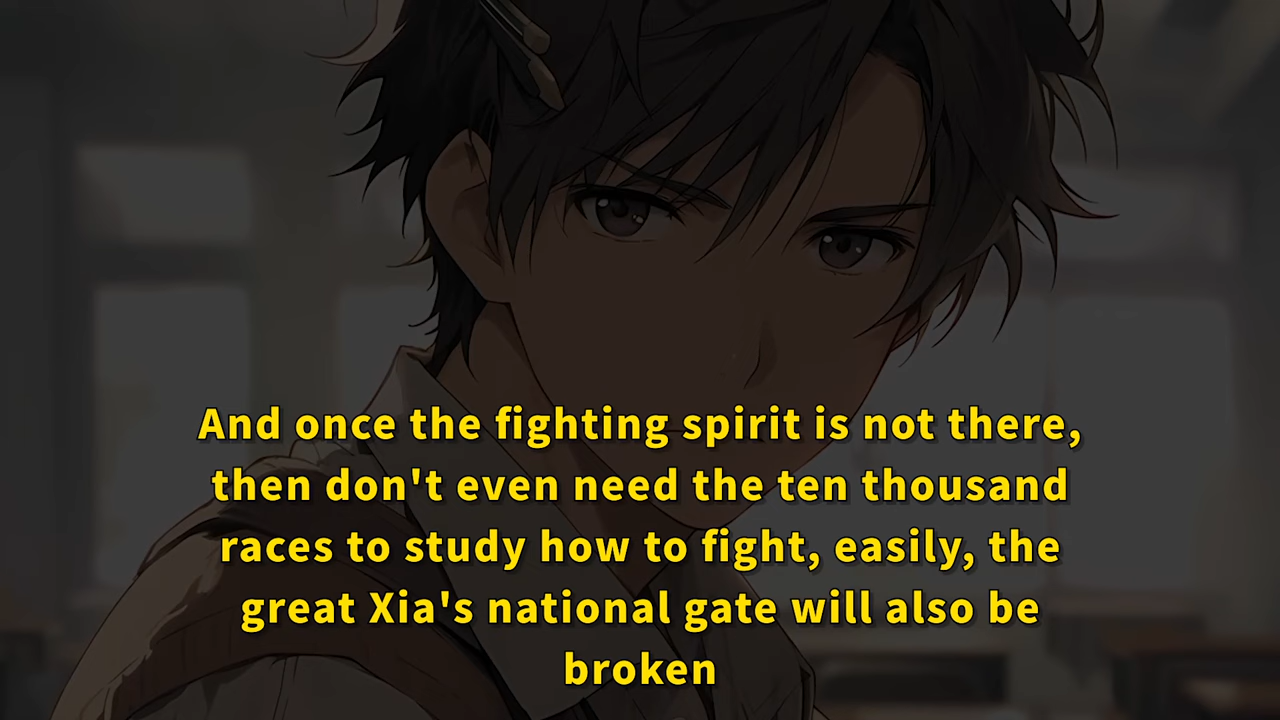 And once the fighting spirit is not there,
then don't even need the ten thousand
races to study how to fight, easily, the
great Xia's national gate will also be
broken